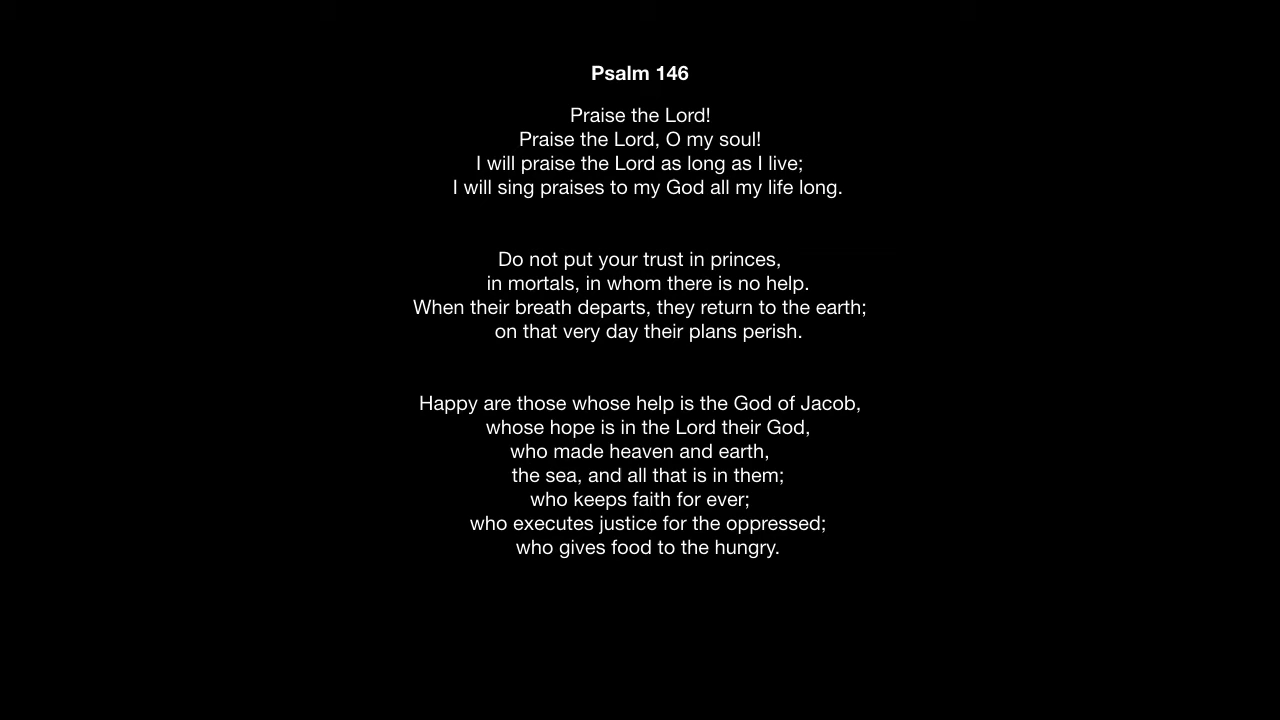 Psalm 146
Praise the Lord!
Praise the Lord, O my soul!
I will praise the Lord as long as I live;
I will sing praises to my God all my life long.
Do not put your trust in princes,
in mortals, in whom there is no help.
When their breath departs, they return to the earth;
on that very day their plans perish.
Happy are those whose help is the God of Jacob,
whose hope is in the Lord their God,
who made heaven and earth,
the sea, and all that is in them;
who keeps faith for ever;
who executes justice for the oppressed;
who gives food to the hungry.